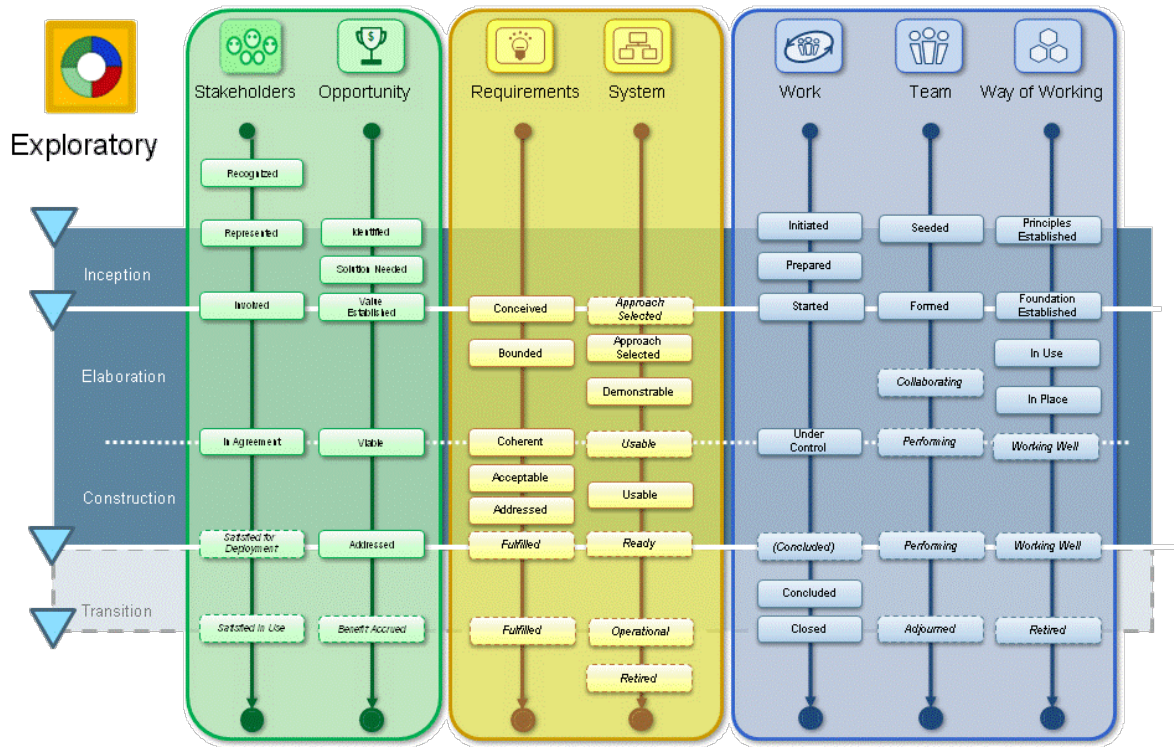 Stakeholders Opportunity Requirements System Work Team Way of Working
$
Exploratory
Recognized
Represented Identified Initiated Seeded Principles
Established
Inception
Solution Needed Prepared
Involved Value
Established Conceived Approach
Selected Started Formed Foundation
Established
Bounded Approach
Selected In Use
Elaboration
Collaborating
Demonstrable In Place
In Agreement Viable Coherent Usable Under
Control Performing Working Well
Acceptable
Construction Usable
Addressed
Satisfied for
Deployment Addressed Fulfilled Ready (Concluded) Performing Working Well
Concluded
Transition
Satisfied In Use Benefit Accrued Fulfilled Operational Closed Adjourned Retired
Retired